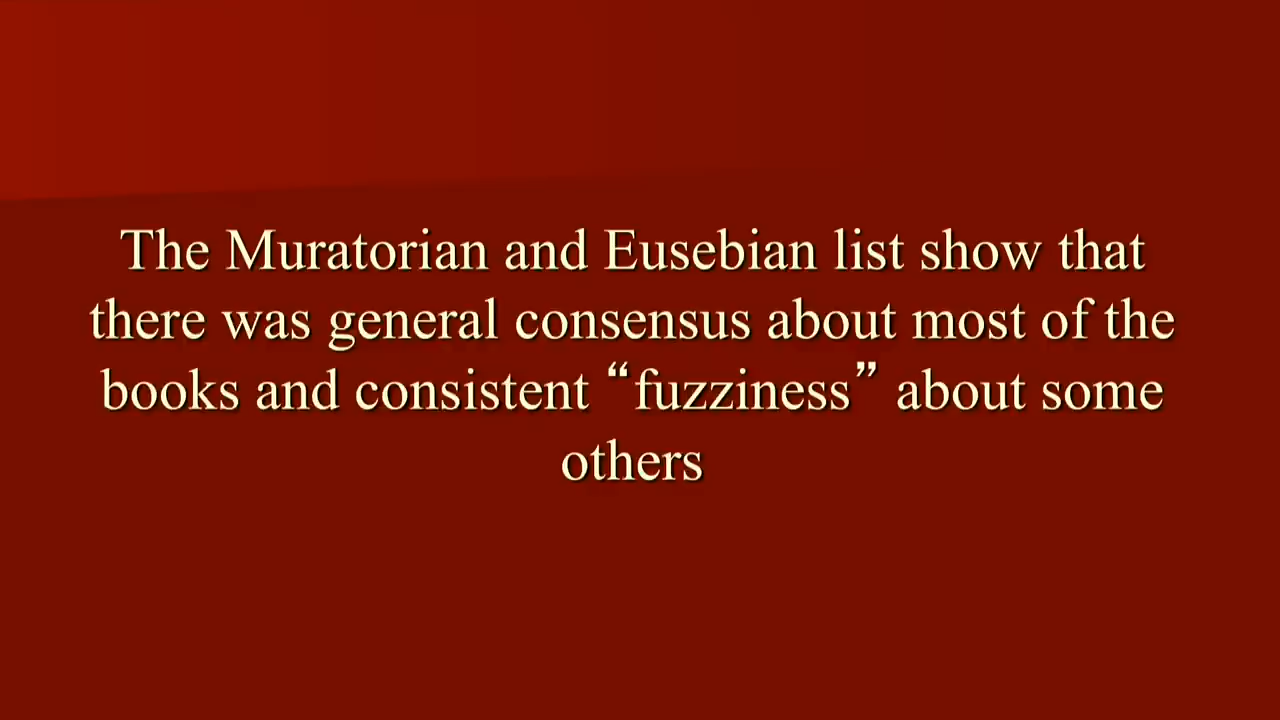 The Muratorian and Eusebian list show that
there was general consensus about most of the
books and consistent “fuzziness” about some
others